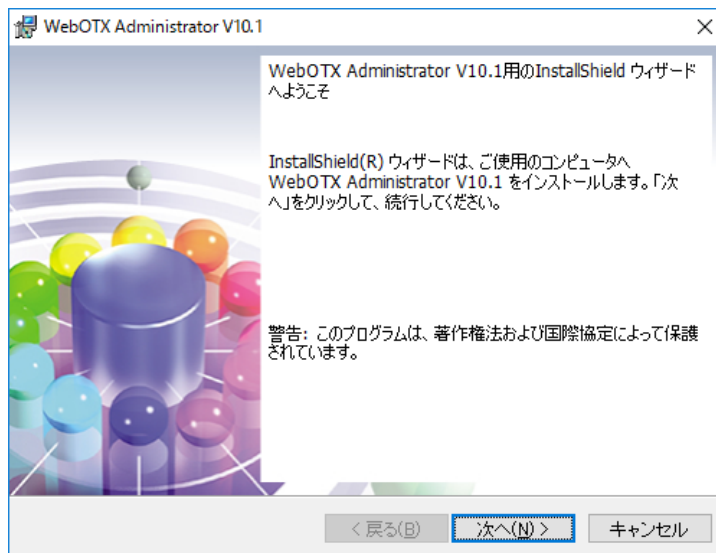 WebOTX Administrator V10.1
WebOTX Administrator V10.1用のInstallShield ウィザード
へようこそ
InstallShield(R) ウィザードは、ご使用のコンピュータへ
WebOTX Administrator V10.1 をインストールします。「次
へ」をクリックして、続行してください。
警告: このプログラムは、著作権法および国際協定によって保護
されています。
< 戻る(B)
次へ(N) >
キャンセル